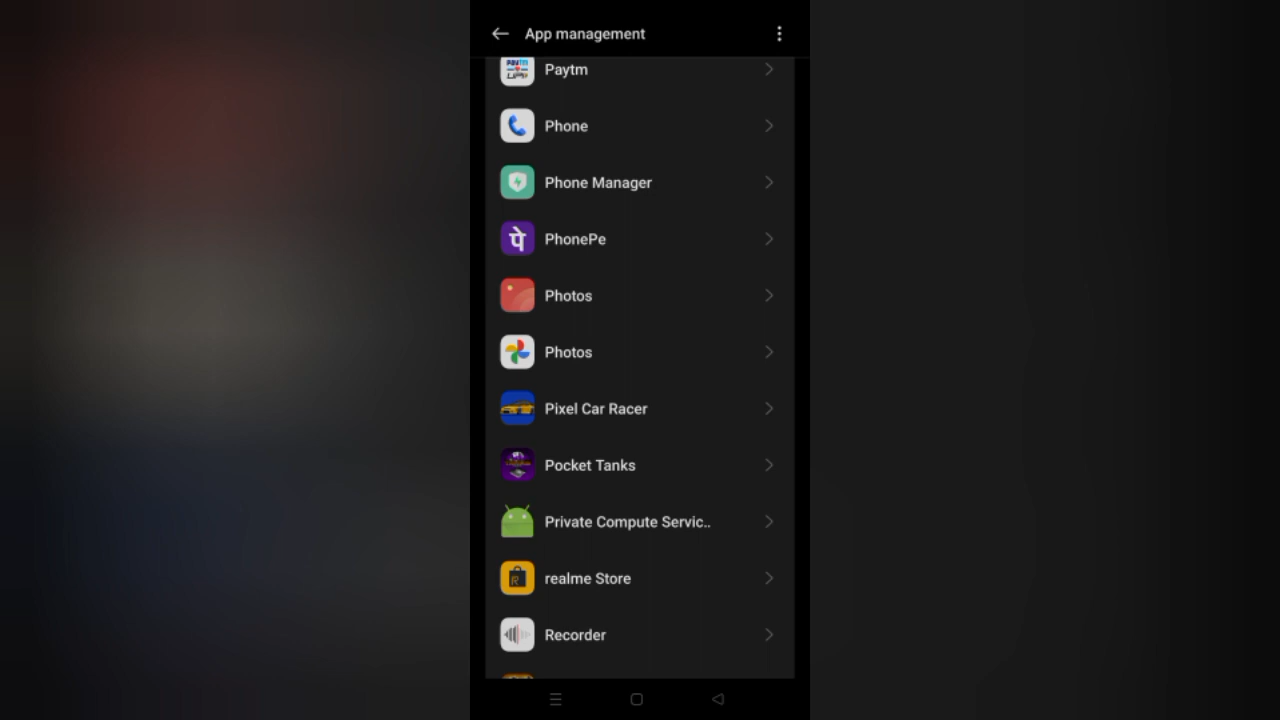 App management
Paytm
Phone
Phone Manager
पे
PhonePe
Photos
Photos
Pixel Car Racer
Pocket Tanks
Private Compute Servic..
realme Store
Recorder